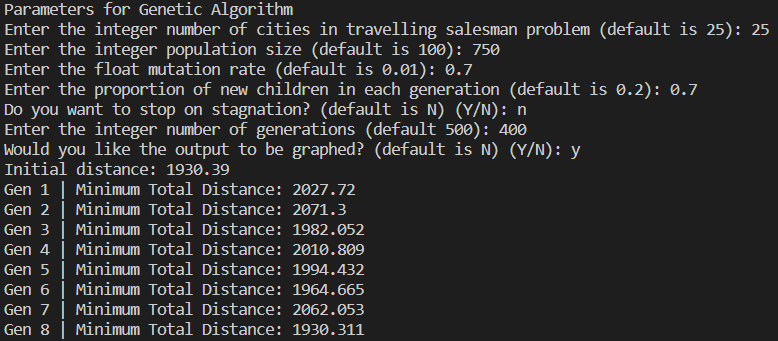 Parameters for Genetic Algorithm
Enter the integer number of cities in travelling salesman problem (default is 25): 25
Enter the integer population size (default is 100): 750
Enter the float mutation rate (default is 0.01): 0.7
Enter the proportion of new children in each generation (default is 0.2): 0.7
Do you want to stop on stagnation? (default is N) (Y/N): n
Enter the integer number of generations (default 500): 400
Would you like the output to be graphed? (default is N) (Y/N): y
Initial distance: 1930.39
Gen 1 | Minimum Total Distance: 2027.72
Gen 2 | Minimum Total Distance: 2071.3
Gen 3 | Minimum Total Distance: 1982.052
Gen 4 | Minimum Total Distance: 2010.809
Gen 5 | Minimum Total Distance: 1994.432
Gen 6 | Minimum Total Distance: 1964.665
Gen 7 | Minimum Total Distance: 2062.053
Gen 8 | Minimum Total Distance: 1930.311